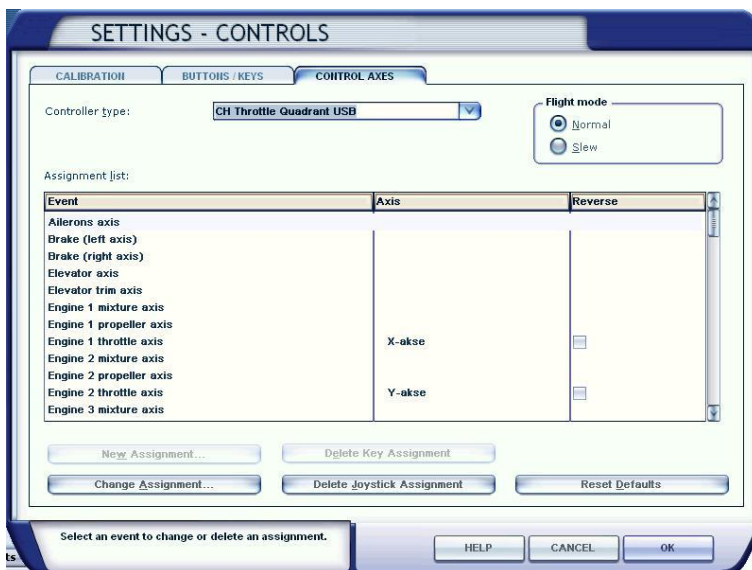 SETTINGS - CONTROLS
CALIBRATION BUTTONS / KEYS CONTROL AXES
Controller type: CH Throttle Quadrant USB
Flight mode
Normal
Slew
Assignment list:
Event Axis Reverse
Ailerons axis
Brake (left axis)
Brake (right axis)
Elevator axis
Elevator trim axis
Engine 1 mixture axis
Engine 1 propeller axis
Engine 1 throttle axis X-akse
Engine 2 mixture axis
Engine 2 propeller axis
Engine 2 throttle axis Y-akse
Engine 3 mixture axis
New Assignment... Delete Key Assignment
Change Assignment... Delete Joystick Assignment Reset Defaults
Select an event to change or delete an assignment.
HELP CANCEL OK
ts